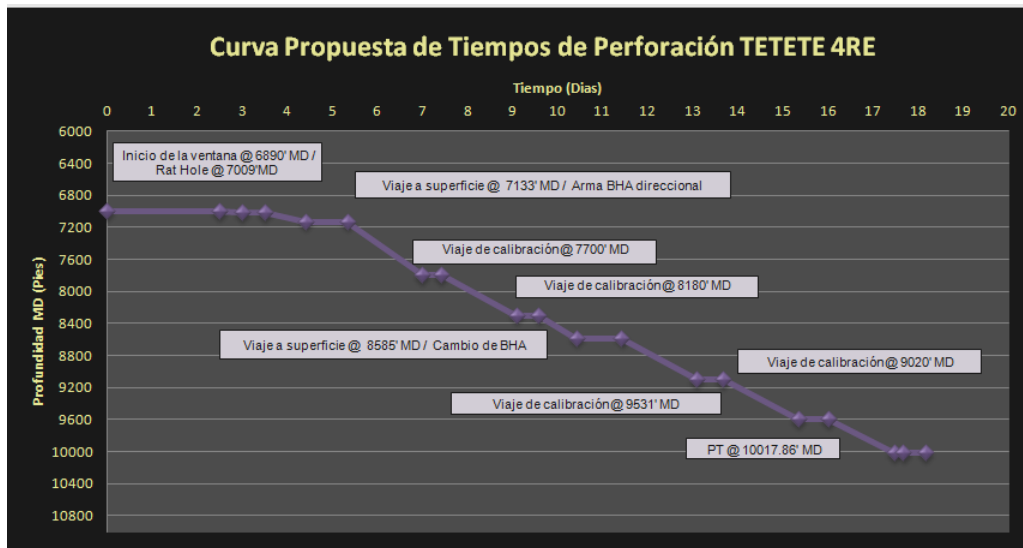 Curva Propuesta de Tiempos de Perforación TETETE 4RE
Tiempo (Dias)
0 1 2 3 4 5 6 7 8 9 10 11 12 13 14 15 16 17 18 19 20
Profundidad MD (Pies)
6000
6400
6800
7200
7600
8000
8400
8800
9200
9600
10000
10400
10800
Inicio de la ventana @ 6890' MD /
Rat Hole @ 7009'MD
Viaje a superficie @ 7133' MD / Arma BHA direccional
Viaje de calibración@ 7700' MD
Viaje de calibración@ 8180' MD
Viaje a superficie @ 8585' MD / Cambio de BHA
Viaje de calibración@ 9020' MD
Viaje de calibración@ 9531' MD
PT @ 10017.86' MD